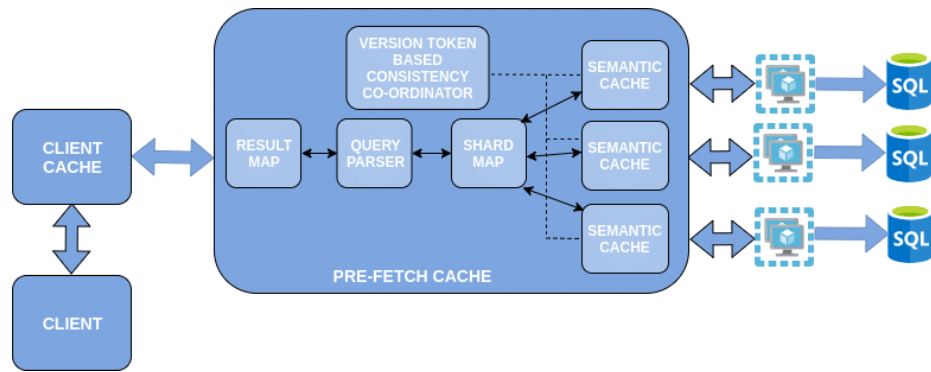 VERSION TOKEN
BASED
CONSISTENCY
CO-ORDINATOR
SEMANTIC
CACHE
SQL
CLIENT
CACHE
RESULT
MAP
QUERY
PARSER
SHARD
MAP
SEMANTIC
CACHE
SQL
SEMANTIC
CACHE
SQL
PRE-FETCH CACHE
CLIENT